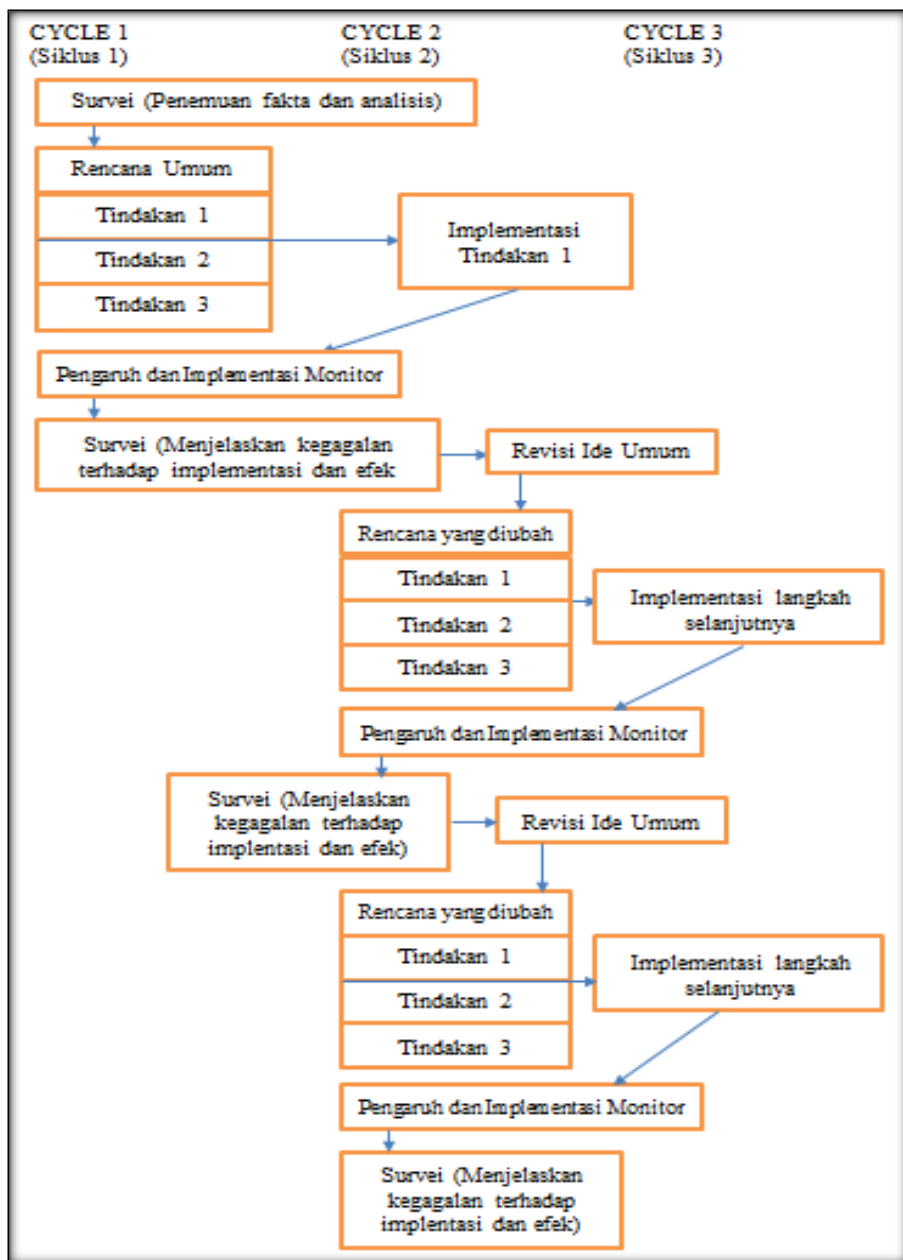 CYCLE 1
(Siklus 1)
CYCLE 2
(Siklus 2)
CYCLE 3
(Siklus 3)
Survei (Penemuan fakta dan analisis)
Rencana Umum
Tindakan 1
Tindakan 2
Tindakan 3
Implementasi
Tindakan 1
Pengaruh dan Implementasi Monitor
Survei (Menjelaskan kegagalan
terhadap implementasi dan efek
Revisi Ide Umum
Rencana yang diubah
Tindakan 1
Tindakan 2
Tindakan 3
Implementasi langkah
selanjutnya
Pengaruh dan Implementasi Monitor
Survei (Menjelaskan
kegagalan terhadap
implentasi dan efek)
Revisi Ide Umum
Rencana yang diubah
Tindakan 1
Tindakan 2
Tindakan 3
Implementasi langkah
selanjutnya
Pengaruh dan Implementasi Monitor
Survei (Menjelaskan
kegagalan terhadap
implentasi dan efek)